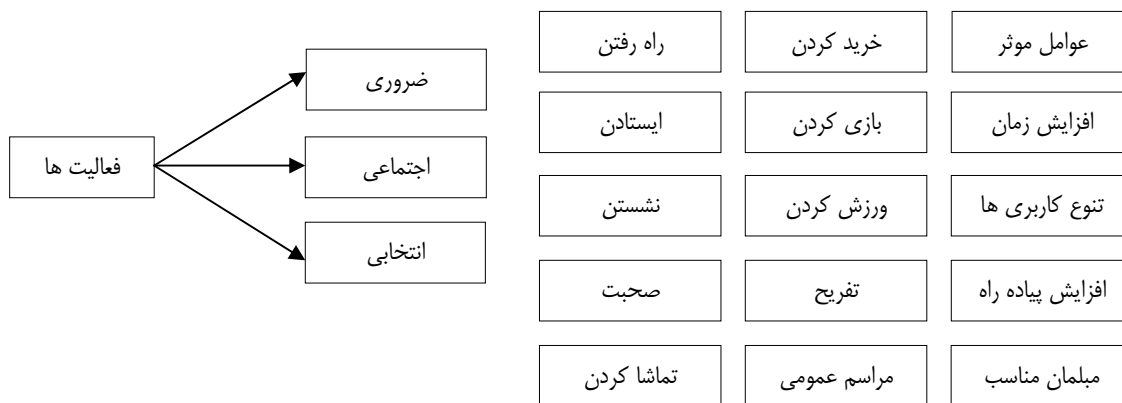 عوامل موثر
خرید کردن
راه رفتن
افزایش زمان
بازی کردن
ایستادن
تنوع کاربری ها
ورزش کردن
نشستن
افزایش پیاده راه
تفریح
صحبت
مبلمان مناسب
مراسم عمومی
تماشا کردن
ضروری
اجتماعی
انتخابی
فعالیت ها